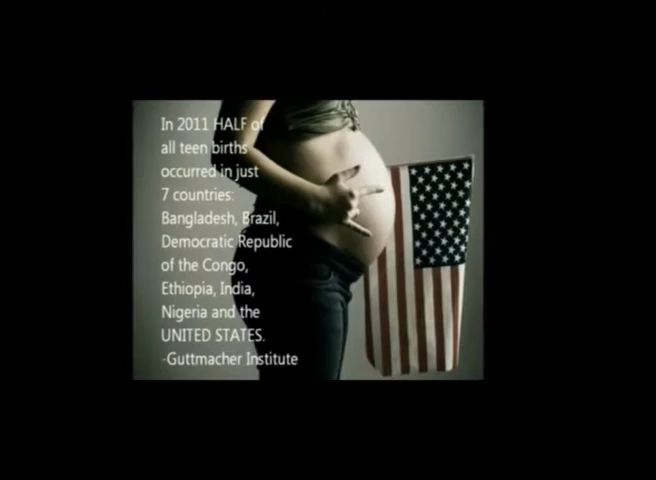 In 2011 HALF of
all teen births
occurred in just
7 countries:
Bangladesh, Brazil,
Democratic Republic
of the Congo,
Ethiopia, India,
Nigeria and the
UNITED STATES.
-Guttmacher Institute